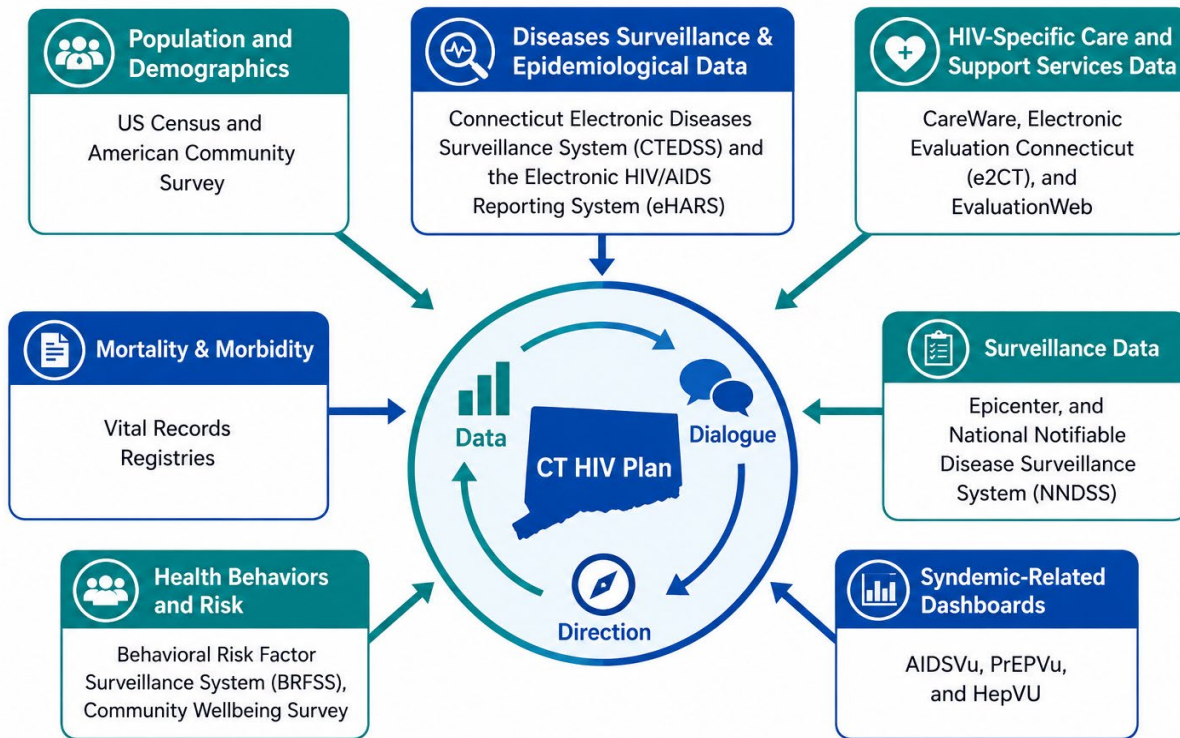 Population and
Demographics
US Census and
American Community
Survey
Diseases Surveillance &
Epidemiological Data
Connecticut Electronic Diseases
Surveillance System (CTEDSS) and
the Electronic HIV/AIDS
Reporting System (eHARS)
HIV-Specific Care and
Support Services Data
CareWare, Electronic
Evaluation Connecticut
(e2CT), and
EvaluationWeb
Mortality & Morbidity
Vital Records
Registries
Data
Dialogue
CT HIV Plan
Direction
Surveillance Data
Epicenter, and
National Notifiable
Disease Surveillance
System (NNDSS)
Health Behaviors
and Risk
Behavioral Risk Factor
Surveillance System (BRFSS),
Community Wellbeing Survey
Syndemic-Related
Dashboards
AIDSVu, PrEPVu,
and HepVU